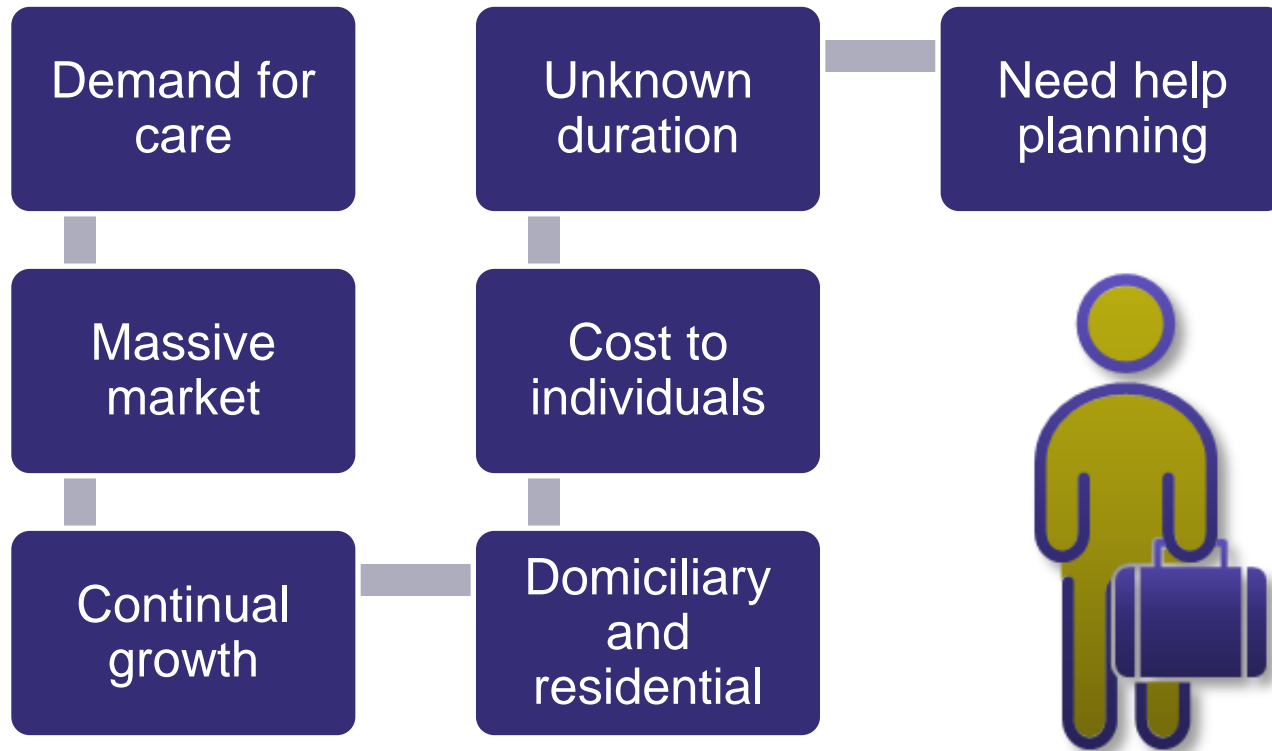 Demand for
care
Massive
market
Continual
growth
Domiciliary
and
residential
Cost to
individuals
Unknown
duration
Need help
planning